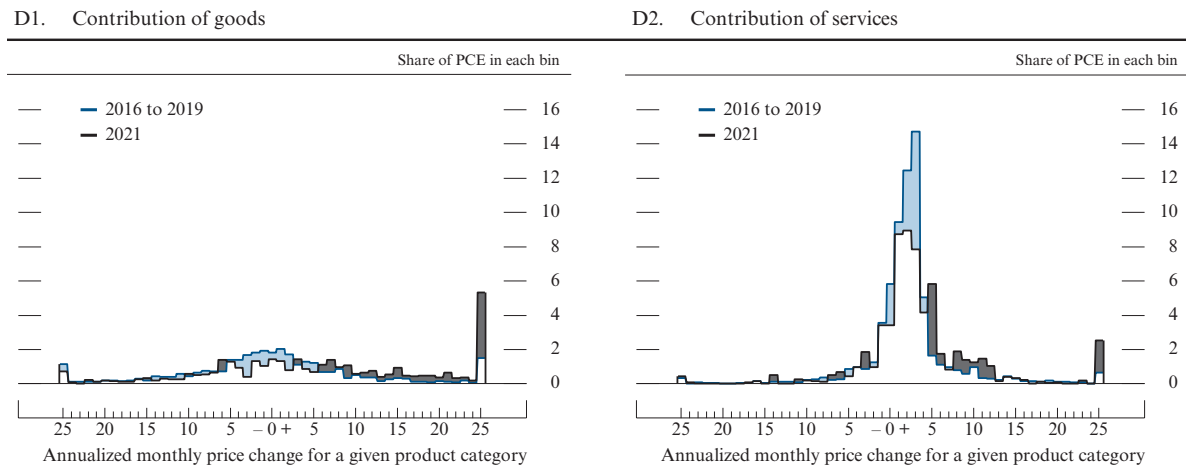 D1. Contribution of goods
Share of PCE in each bin
2016 to 2019
2021
16
14
12
10
8
6
4
2
0
25 20 15 10 5 – 0 + 5 10 15 20 25
Annualized monthly price change for a given product category
D2. Contribution of services
Share of PCE in each bin
2016 to 2019
2021
16
14
12
10
8
6
4
2
0
25 20 15 10 5 – 0 + 5 10 15 20 25
Annualized monthly price change for a given product category